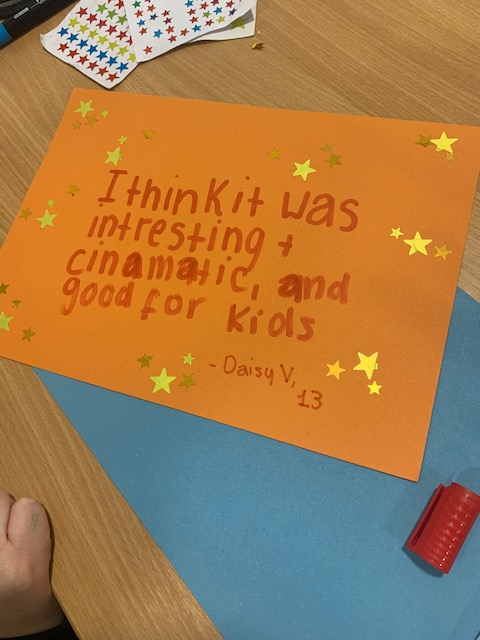 I think it was
intresting +
cinamatic, and
good for kids
- Daisy V,
13